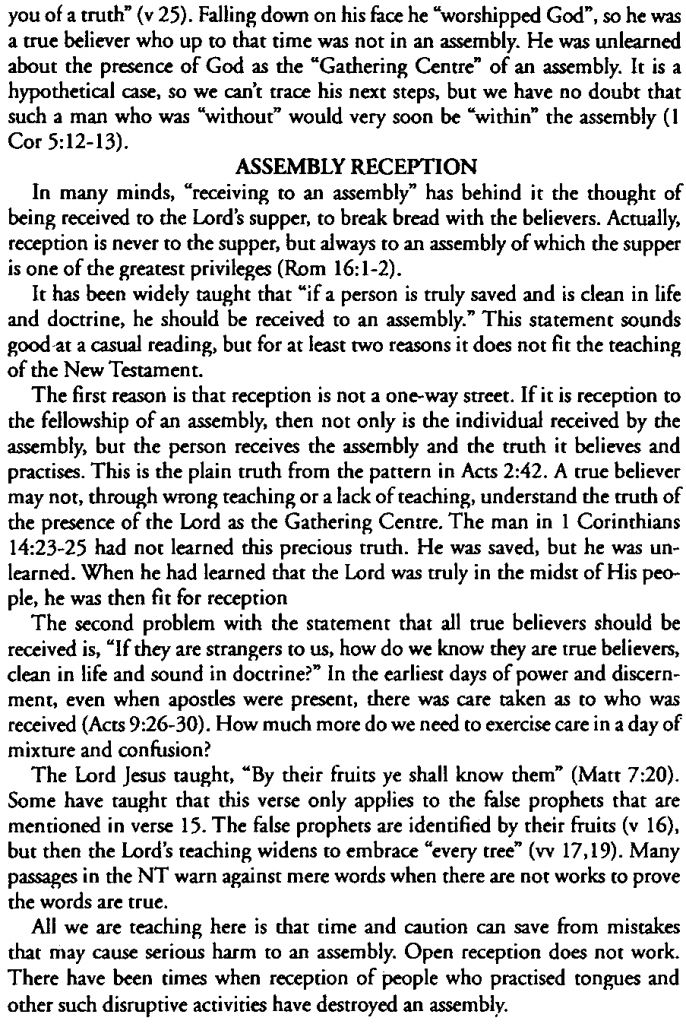 you of a truth” (v 25). Falling down on his face he “worshipped God”, so he was
a true believer who up to that time was not in an assembly. He was unlearned
about the presence of God as the “Gathering Centre” of an assembly. It is a
hypothetical case, so we can’t trace his next steps, but we have no doubt that
such a man who was “without” would very soon be “within” the assembly (1
Cor 5:12-13).
ASSEMBLY RECEPTION
In many minds, “receiving to an assembly” has behind it the thought of
being received to the Lord’s supper, to break bread with the believers. Actually,
reception is never to the supper, but always to an assembly of which the supper
is one of the greatest privileges (Rom 16:1-2).
It has been widely taught that “if a person is truly saved and is clean in life
and doctrine, he should be received to an assembly.” This statement sounds
good at a casual reading, but for at least two reasons it does not fit the teaching
of the New Testament.
The first reason is that reception is not a one-way street. If it is reception to
the fellowship of an assembly, then not only is the individual received by the
assembly, but the person receives the assembly and the truth it believes and
practises. This is the plain truth from the pattern in Acts 2:42. A true believer
may not, through wrong teaching or a lack of teaching, understand the truth of
the presence of the Lord as the Gathering Centre. The man in 1 Corinthians
14:23-25 had not learned this precious truth. He was saved, but he was un-
learned. When he had learned that the Lord was truly in the midst of His peo-
ple, he was then fit for reception
The second problem with the statement that all true believers should be
received is, “If they are strangers to us, how do we know they are true believers,
clean in life and sound in doctrine?” In the earliest days of power and discern-
ment, even when apostles were present, there was care taken as to who was
received (Acts 9:26-30). How much more do we need to exercise care in a day of
mixture and confusion?
The Lord Jesus taught, “By their fruits ye shall know them” (Matt 7:20).
Some have taught that this verse only applies to the false prophets that are
mentioned in verse 15. The false prophets are identified by their fruits (v 16),
but then the Lord’s teaching widens to embrace “every tree” (vv 17,19). Many
passages in the NT warn against mere words when there are not works to prove
the words are true.
All we are teaching here is that time and caution can save from mistakes
that may cause serious harm to an assembly. Open reception does not work.
There have been times when reception of people who practised tongues and
other such disruptive activities have destroyed an assembly.